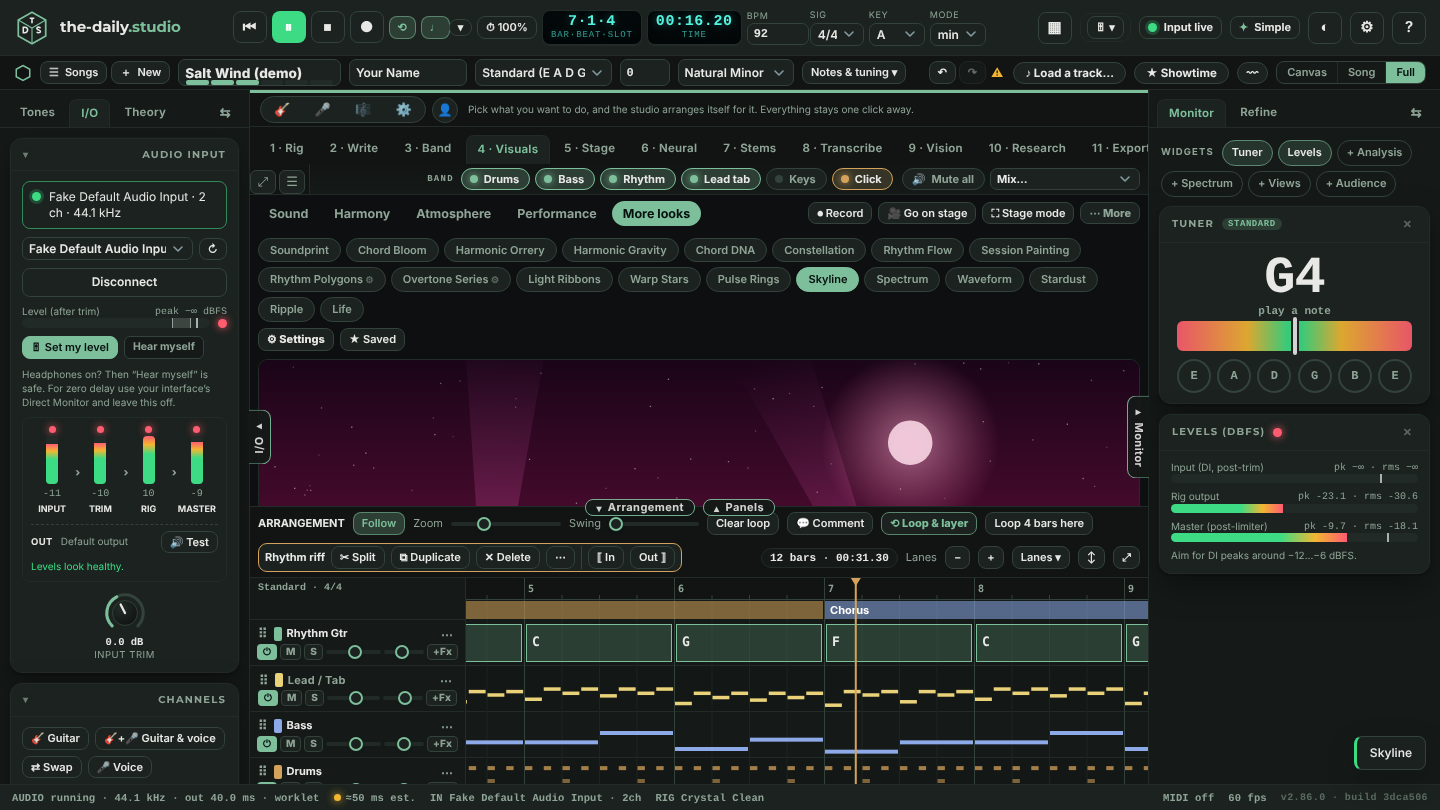 the-daily.studio
100%
7·1·4
BAR·BEAT·SLOT
00:16.20
TIME
BPM
92
SIG
4/4
KEY
A
MODE
min
Input live
Simple
?
Songs
+ New
Salt Wind (demo)
Your Name
Standard (E A D G
0
Natural Minor
Notes & tuning ▾
Load a track…
★ Showtime
Canvas
Song
Full
Tones
I/O
Theory
Pick what you want to do, and the studio arranges itself for it. Everything stays one click away.
Monitor
Refine
1 · Rig
2 · Write
3 · Band
4 · Visuals
5 · Stage
6 · Neural
7 · Stems
8 · Transcribe
9 · Vision
10 · Research
11 · Export
BAND
Drums
Bass
Rhythm
Lead tab
Keys
Click
Mute all
Mix…
Sound
Harmony
Atmosphere
Performance
More looks
Record
Go on stage
Stage mode
⋯ More
Soundprint
Chord Bloom
Harmonic Orrery
Harmonic Gravity
Chord DNA
Constellation
Rhythm Flow
Session Painting
Rhythm Polygons
Overtone Series
Light Ribbons
Warp Stars
Pulse Rings
Skyline
Spectrum
Waveform
Stardust
Ripple
Life
Settings
★ Saved
AUDIO INPUT
Fake Default Audio Input · 2
ch · 44.1 kHz
Fake Default Audio Inpu
Disconnect
Level (after trim)
peak −∞ dBFS
Set my level
Hear myself
Headphones on? Then “Hear myself” is
safe. For zero delay use your interface’s
Direct Monitor and leave this off.
-11
-10
10
-9
INPUT
TRIM
RIG
MASTER
OUT
Default output
Test
Levels look healthy.
0.0 dB
INPUT TRIM
CHANNELS
Guitar
+ Guitar & voice
⇄ Swap
Voice
◂ I/O
▸ Monitor
▾ Arrangement
▴ Panels
ARRANGEMENT
Follow
Zoom
Swing
Clear loop
Comment
Loop & layer
Loop 4 bars here
Rhythm riff
Split
Duplicate
✕ Delete
⋯
⟦ In
Out ⟧
12 bars · 00:31.30
Lanes
−
+
Lanes ▾
Standard · 4/4
5
6
7
8
9
Chorus
Rhythm Gtr
M
S
+Fx
C
G
F
C
G
Lead / Tab
M
S
+Fx
Bass
M
S
+Fx
Drums
WIDGETS
Tuner
Levels
+ Analysis
+ Spectrum
+ Views
+ Audience
TUNER
STANDARD
×
G4
play a note
E
A
D
G
B
E
LEVELS (DBFS)
×
Input (DI, post-trim)
pk −∞ · rms −∞
Rig output
pk -23.1 · rms -30.6
Master (post-limiter)
pk -9.7 · rms -18.1
Aim for DI peaks around −12…−6 dBFS.
Skyline
AUDIO running · 44.1 kHz · out 40.0 ms · worklet
≈50 ms est.
IN Fake Default Audio Input · 2ch
RIG Crystal Clean
MIDI off
60 fps
v2.86.0 · build 3dca506